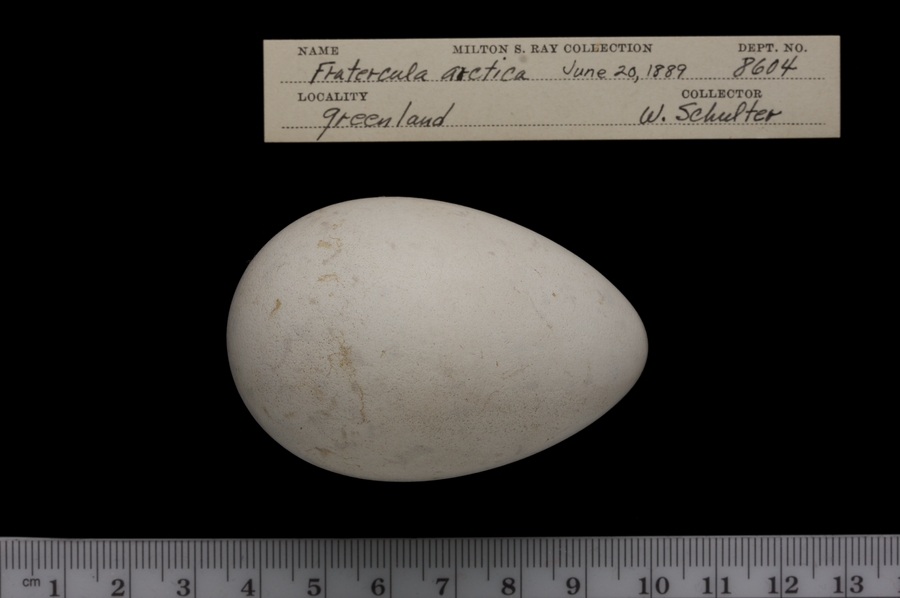 NAME MILTON S. RAY COLLECTION DEPT. NO.
Fratercula arctica June 20, 1889 8604
LOCALITY COLLECTOR
greenland W. Schulter
cm 1 2 3 4 5 6 7 8 9 10 11 12 13